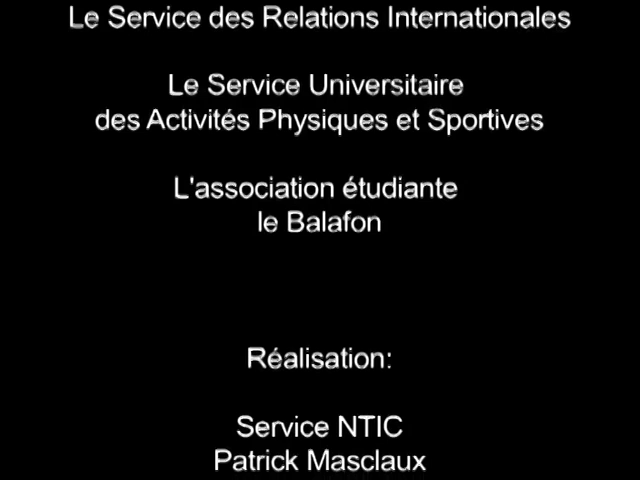 Le Service des Relations Internationales
Le Service Universitaire
des Activités Physiques et Sportives
L'association étudiante
le Balafon
Réalisation:
Service NTIC
Patrick Masclaux